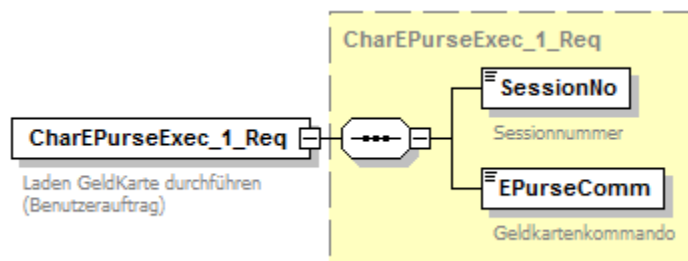 CharEPurseExec_1_Req
SessionNo
Sessionnummer
CharEPurseExec_1_Req
Laden GeldKarte durchführen
(Benutzerauftrag)
EPurseComm
Geldkartenkommando